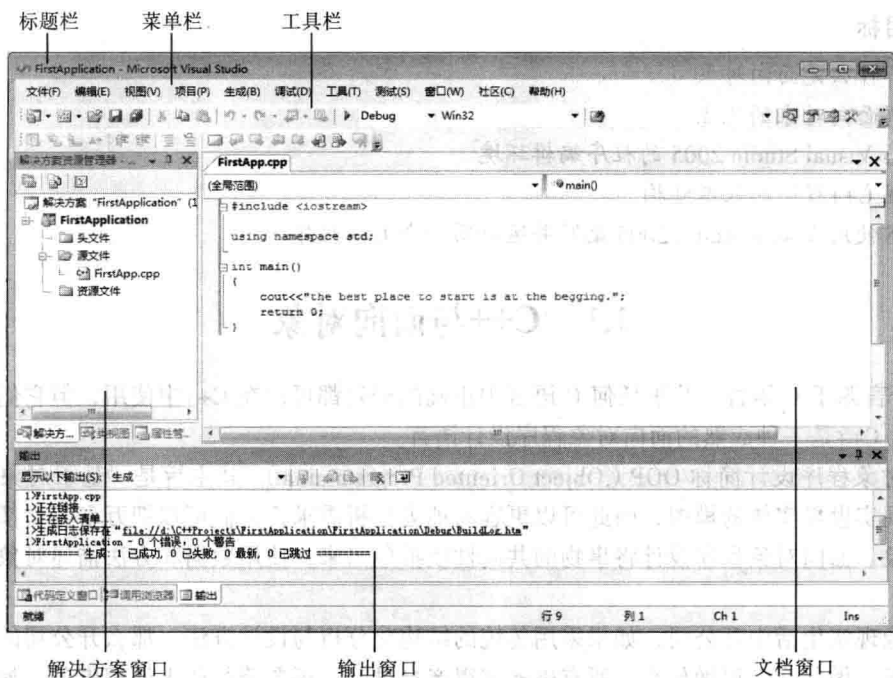 标题栏 菜单栏 工具栏
FirstApplication - Microsoft Visual Studio
文件(F) 编辑(E) 视图(V) 项目(P) 生成(B) 调试(D) 工具(T) 测试(S) 窗口(W) 社区(C) 帮助(H)
Debug Win32
解决方案资源管理器 - ... FirstApp.cpp
(全局范围) main()
解决方案 "FirstApplication" (1
FirstApplication
头文件
源文件
FirstApp.cpp
资源文件
#include <iostream>
using namespace std;
int main()
{
cout<<"the best place to start is at the begging.";
return 0;
}
解决方... 类视图 属性管...
输出
显示以下输出(S): 生成
1>FirstApp.cpp
1>正在链接...
1>正在嵌入清单...
1>生成日志保存在
1>FirstApplication - 0 个错误，0 个警告
========== 生成: 1 已成功, 0 已失败, 0 最新, 0 已跳过 ==========
代码定义窗口 调用浏览器 输出
就绪 行 9 列 1 Ch 1 Ins
解决方案窗口 输出窗口 文档窗口